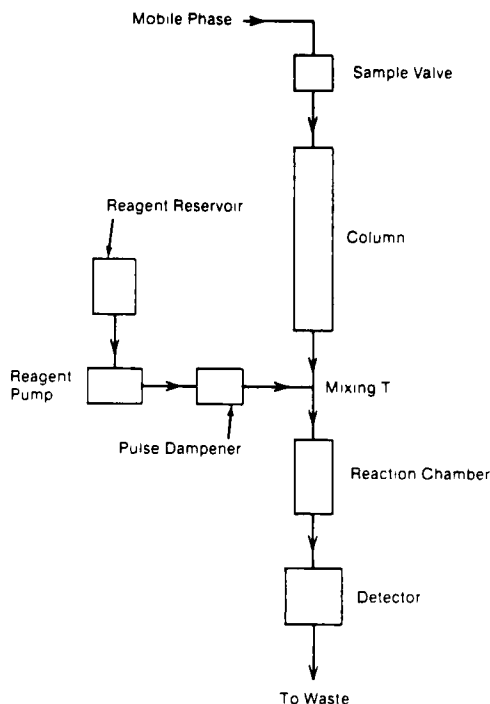 Mobile Phase
Sample Valve
Reagent Reservoir
Column
Reagent
Pump
Mixing T
Pulse Dampener
Reaction Chamber
Detector
To Waste